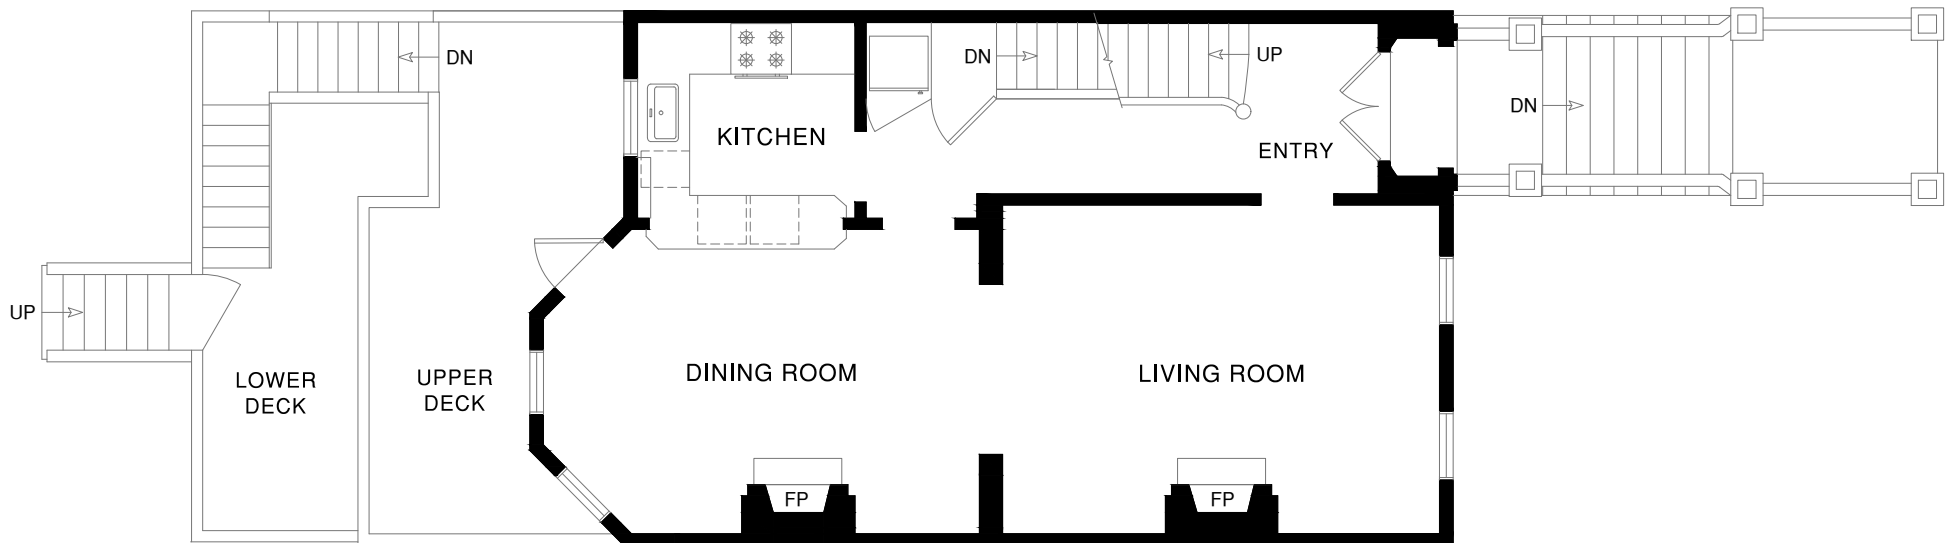 DN
DN
UP
DN
KITCHEN
ENTRY
UP
LOWER
DECK
UPPER
DECK
DINING ROOM
LIVING ROOM
FP
FP